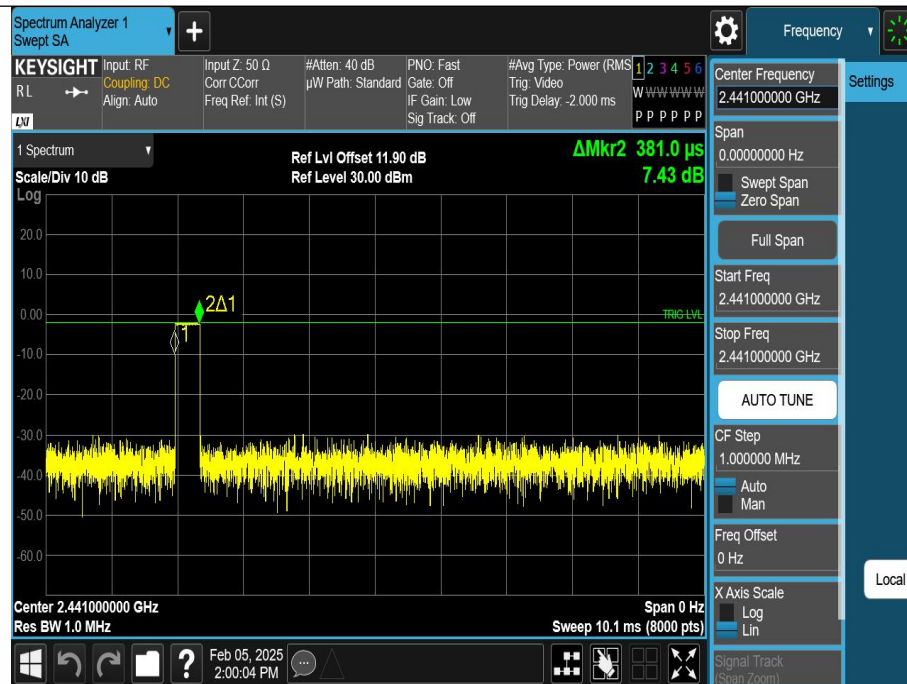 Spectrum Analyzer 1
Swept SA
+
Frequency
KEYSIGHT
RL
LXI
Input: RF
Coupling: DC
Align: Auto
Input Z: 50 Ω
Corr CCorr
Freq Ref: Int (S)
#Atten: 40 dB
µW Path: Standard
PNO: Fast
Gate: Off
IF Gain: Low
Sig Track: Off
#Avg Type: Power (RMS
Trig: Video
Trig Delay: -2.000 ms
1 2 3 4 5 6
W W W W W W
P P P P P P
1 Spectrum
Scale/Div 10 dB
Log
Ref Lvl Offset 11.90 dB
Ref Level 30.00 dBm
ΔMkr2 381.0 µs
7.43 dB
20.0
10.0
0.00
-10.0
-20.0
-30.0
-40.0
-50.0
-60.0
2Δ1
1
TRIG LVL
Center 2.441000000 GHz
Res BW 1.0 MHz
Span 0 Hz
Sweep 10.1 ms (8000 pts)
Center Frequency
2.441000000 GHz
Settings
Span
0.00000000 Hz
Swept Span
Zero Span
Full Span
Start Freq
2.441000000 GHz
Stop Freq
2.441000000 GHz
AUTO TUNE
CF Step
1.000000 MHz
Auto
Man
Freq Offset
0 Hz
X Axis Scale
Log
Lin
Local
Signal Track
(Span Zoom)
?
Feb 05, 2025
2:00:04 PM